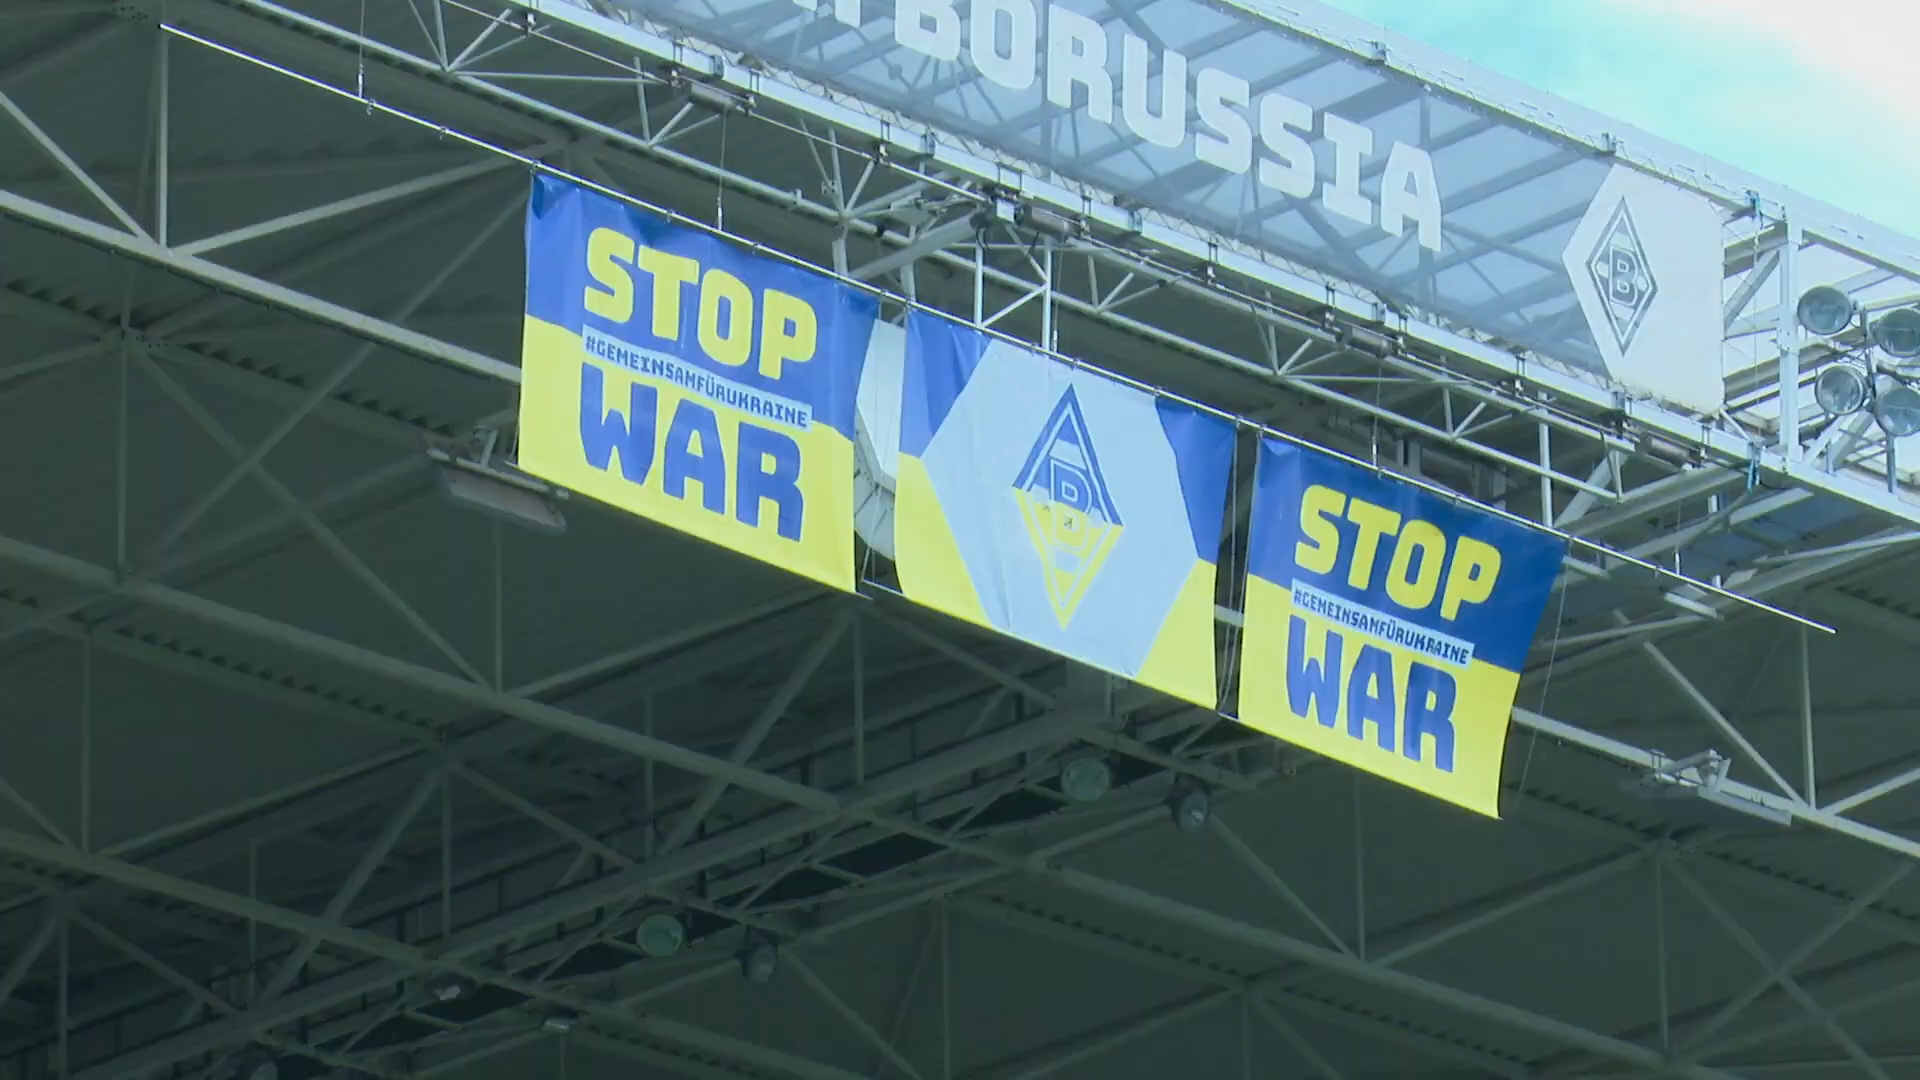 BORUSSIA
B
STOP
#GEMEINSAMFÜRUKRAINE
WAR
B
STOP
#GEMEINSAMFÜRUKRAINE
WAR